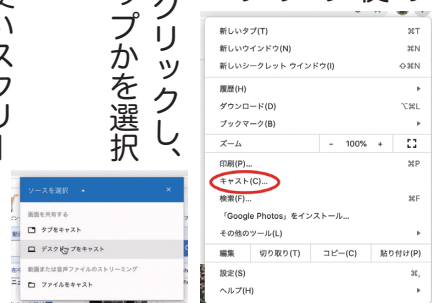 クリックし、
ップかを選択
新しいタブ(T) ⌘T
新しいウインドウ(N) ⌘N
新しいシークレット ウインドウ(I) ⇧⌘N
履歴(H) ▶
ダウンロード(D) ⌥⌘L
ブックマーク(B) ▶
ズーム - 100% +
印刷(P)... ⌘P
キャスト(C)...
検索(F)... ⌘F
「Google Photos」をインストール...
その他のツール(L) ▶
編集 切り取り(T) コピー(C) 貼り付け(P)
設定(S) ⌘,
ヘルプ(H) ▶
ソースを選択
×
画面を共有する
タブをキャスト
デスクトップをキャスト
動画または音声ファイルのストリーミング
ファイルをキャスト